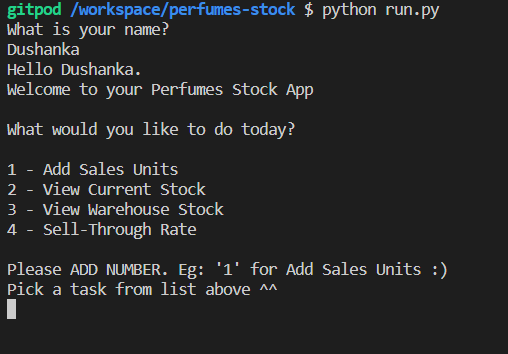 gitpod /workspace/perfumes-stock $ python run.py
What is your name?
Dushanka
Hello Dushanka.
Welcome to your Perfumes Stock App
What would you like to do today?
1 - Add Sales Units
2 - View Current Stock
3 - View Warehouse Stock
4 - Sell-Through Rate
Please ADD NUMBER. Eg: '1' for Add Sales Units :)
Pick a task from list above ^^